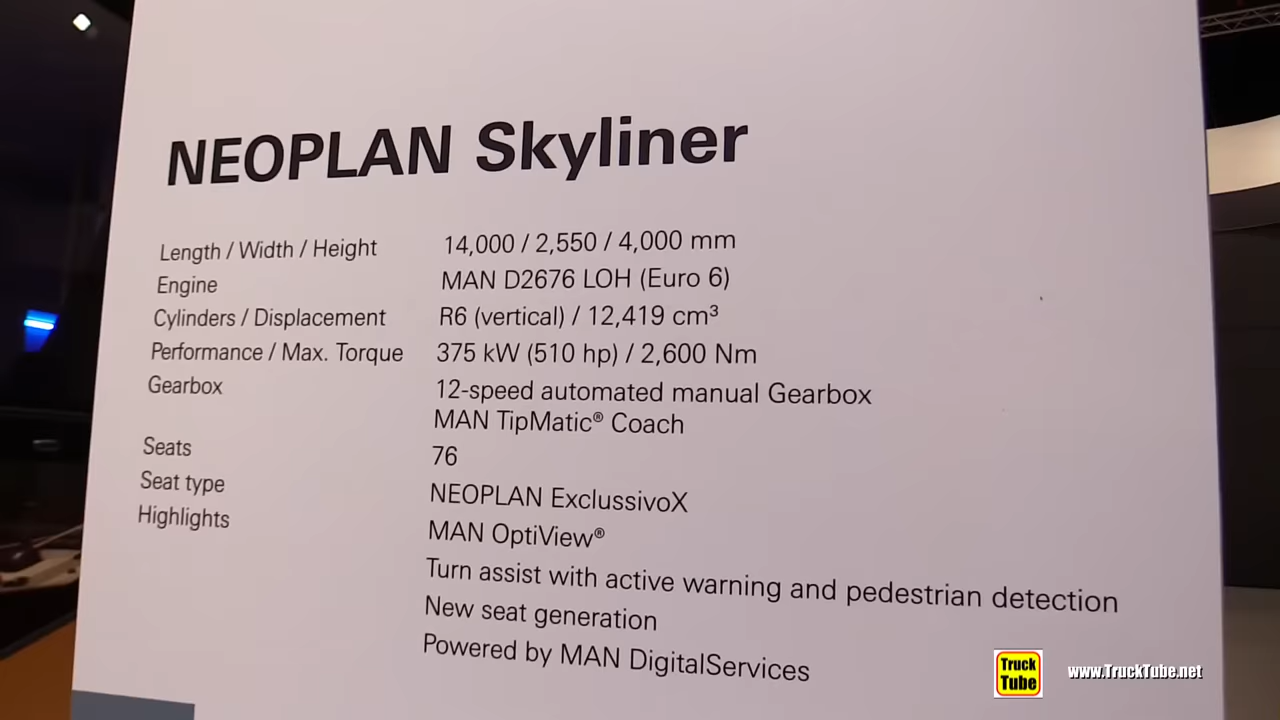 NEOPLAN Skyliner
Length / Width / Height 14,000 / 2,550 / 4,000 mm
Engine MAN D2676 LOH (Euro 6)
Cylinders / Displacement R6 (vertical) / 12,419 cm³
Performance / Max. Torque 375 kW (510 hp) / 2,600 Nm
Gearbox 12-speed automated manual Gearbox
MAN TipMatic® Coach
Seats 76
Seat type NEOPLAN ExclussivoX
Highlights MAN OptiView®
Turn assist with active warning and pedestrian detection
New seat generation
Powered by MAN DigitalServices
Truck
Tube
www.TruckTube.net